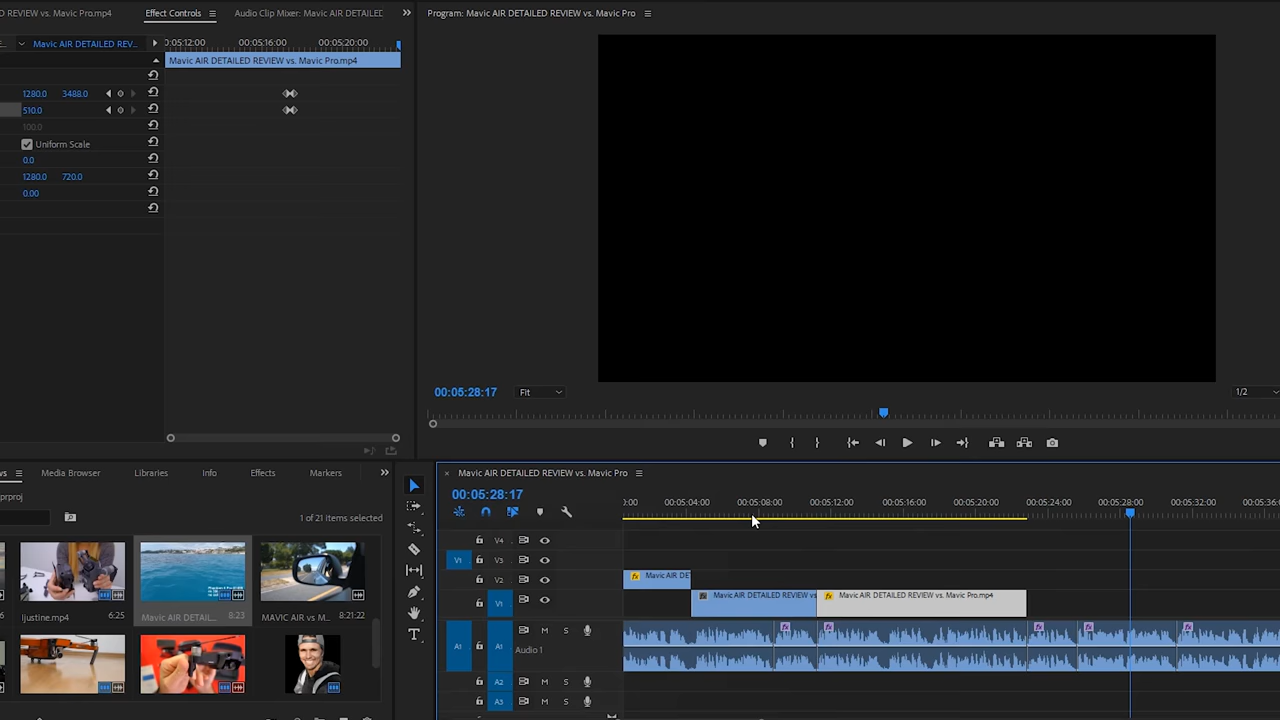 D REVIEW vs. Mavic Pro.mp4
Effect Controls
Audio Clip Mixer: Mavic AIR DETAILED
Program: Mavic AIR DETAILED REVIEW vs. Mavic Pro
Mavic AIR DETAILED REV...
00:05:12:00
00:05:16:00
00:05:20:00
Mavic AIR DETAILED REVIEW vs. Mavic Pro.mp4
1280.0 3488.0
510.0
100.0
Uniform Scale
0.0
1280.0 720.0
0.00
00:05:28:17
Fit
1/2
Media Browser
Libraries
Info
Effects
Markers
prproj
1 of 21 items selected
Ijustine.mp4 6:25
Mavic AIR DETAIL... 8:23
MAVIC AIR vs M... 8:21:22
Mavic AIR DETAILED REVIEW vs. Mavic Pro
00:05:28:17
0:00
00:05:04:00
00:05:08:00
00:05:12:00
00:05:16:00
00:05:20:00
00:05:24:00
00:05:28:00
00:05:32:00
00:05:36:0
V4
V1 V3
V2
Mavic AIR DE
V1
Mavic AIR DETAILED REVIEW vs
Mavic AIR DETAILED REVIEW vs. Mavic Pro.mp4
A1 A1 M S
Audio 1
A2 M S
A3 M S